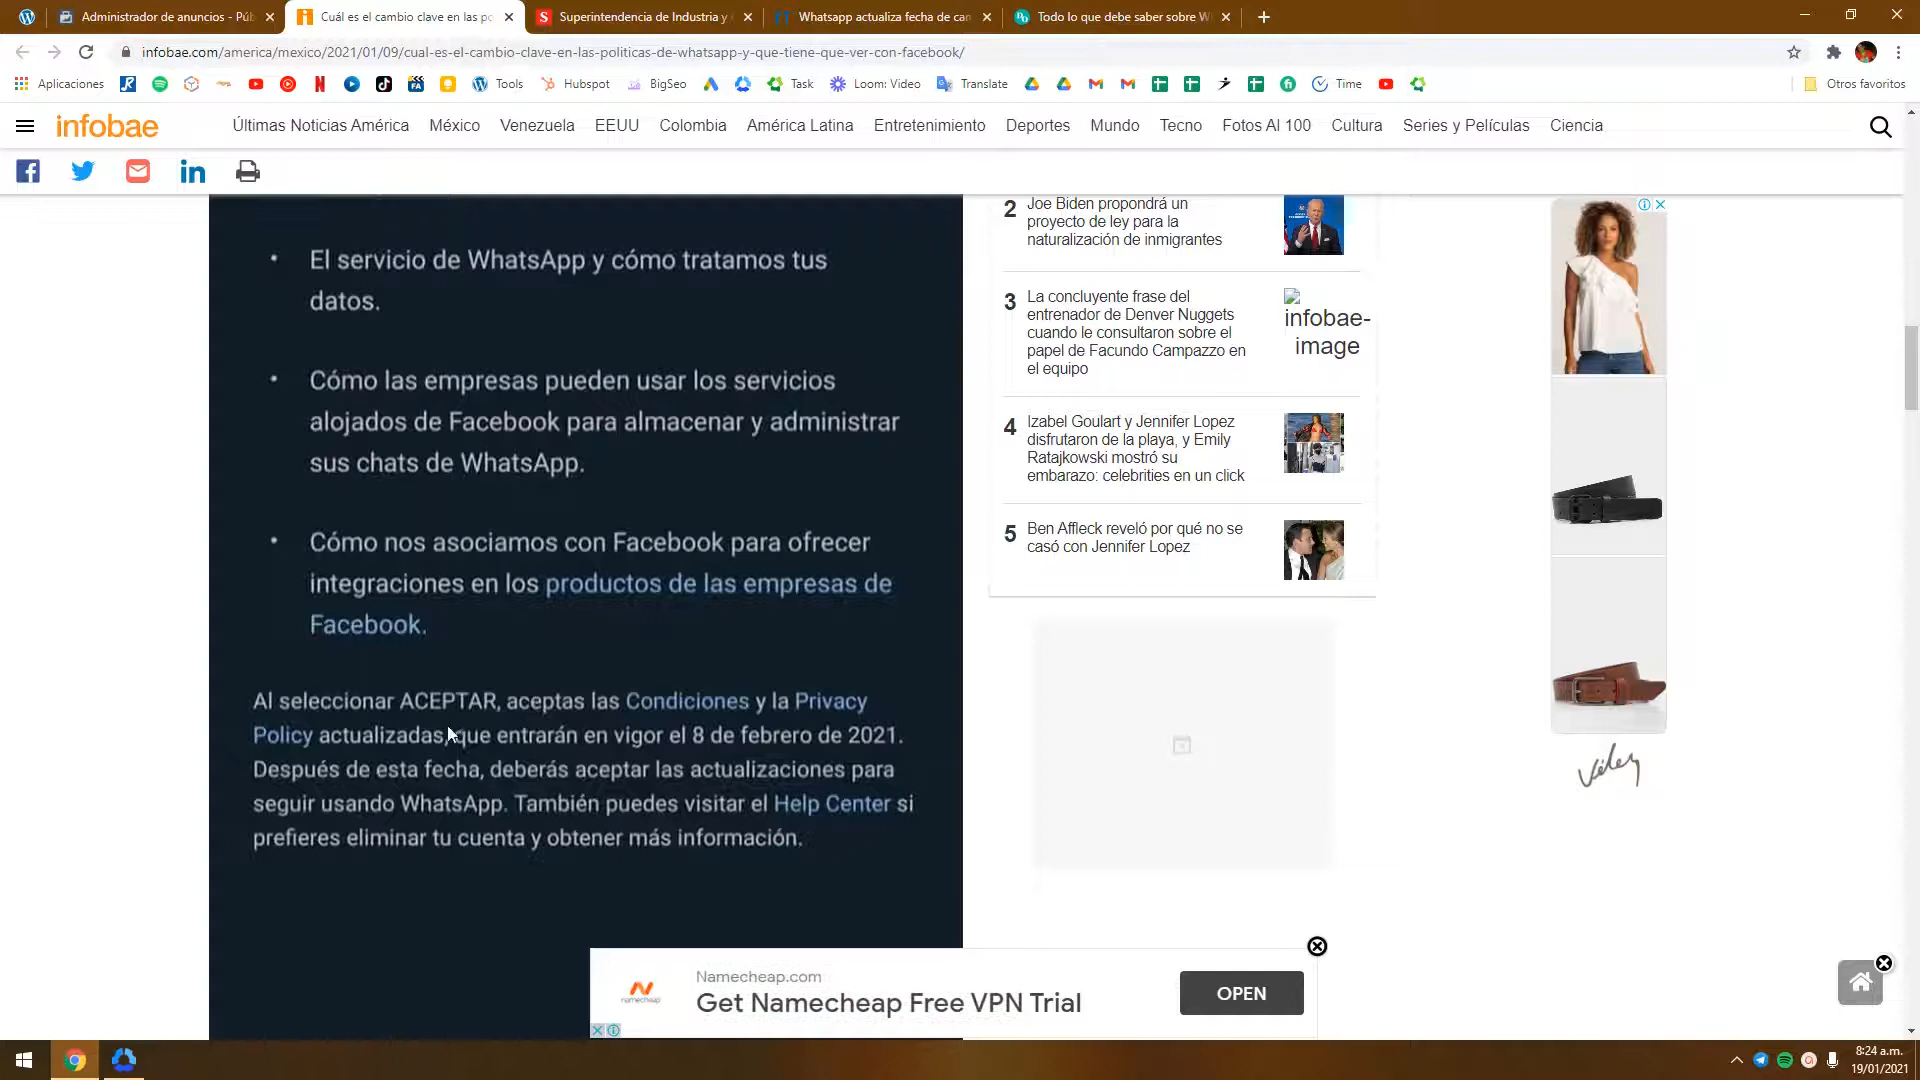 Administrador de anuncios - Púb
Cuál es el cambio clave en las po
Superintendencia de Industria y
Whatsapp actualiza fecha de can
Todo lo que debe saber sobre W
infobae.com/america/mexico/2021/01/09/cual-es-el-cambio-clave-en-las-politicas-de-whatsapp-y-que-tiene-que-ver-con-facebook/
Aplicaciones
Tools
Hubspot
BigSeo
Task
Loom: Video
Translate
Time
Otros favoritos
infobae
Últimas Noticias América
México
Venezuela
EEUU
Colombia
América Latina
Entretenimiento
Deportes
Mundo
Tecno
Fotos Al 100
Cultura
Series y Películas
Ciencia
• El servicio de WhatsApp y cómo tratamos tus
datos.
• Cómo las empresas pueden usar los servicios
alojados de Facebook para almacenar y administrar
sus chats de WhatsApp.
• Cómo nos asociamos con Facebook para ofrecer
integraciones en los productos de las empresas de
Facebook.
Al seleccionar ACEPTAR, aceptas las Condiciones y la Privacy
Policy actualizadas, que entrarán en vigor el 8 de febrero de 2021.
Después de esta fecha, deberás aceptar las actualizaciones para
seguir usando WhatsApp. También puedes visitar el Help Center si
prefieres eliminar tu cuenta y obtener más información.
2 Joe Biden propondrá un
proyecto de ley para la
naturalización de inmigrantes
3 La concluyente frase del
entrenador de Denver Nuggets
cuando le consultaron sobre el
papel de Facundo Campazzo en
el equipo
infobae-
image
4 Izabel Goulart y Jennifer Lopez
disfrutaron de la playa, y Emily
Ratajkowski mostró su
embarazo: celebrities en un click
5 Ben Affleck reveló por qué no se
casó con Jennifer Lopez
Vélez
namecheap
Namecheap.com
Get Namecheap Free VPN Trial
OPEN
8:24 a.m.
19/01/2021